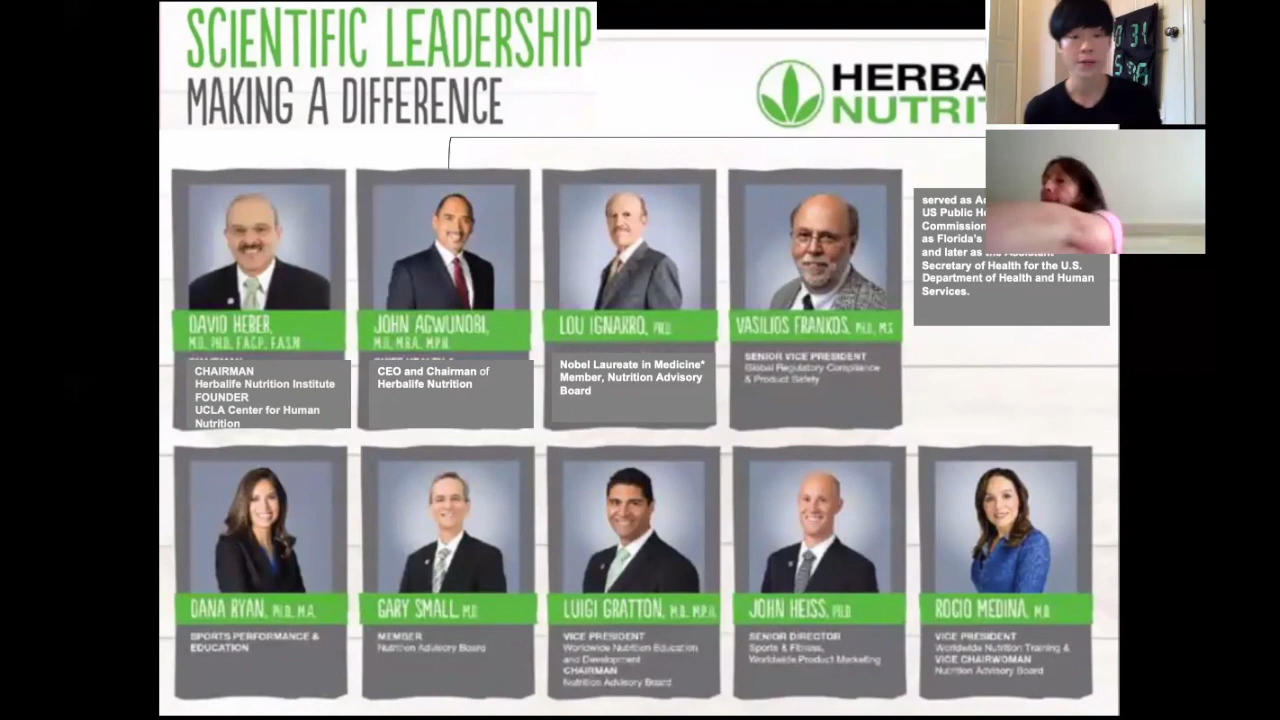 SCIENTIFIC LEADERSHIP
MAKING A DIFFERENCE
HERBA
NUTRIT
31
served as
US Public
Commission
as Florida's
and later as the Assistant
Secretary of Health for the U.S.
Department of Health and Human
Services.
DAVID HEBER,
M.D., PH.D., F.A.C.P., F.A.S.N.
CHAIRMAN
Herbalife Nutrition Institute
FOUNDER
UCLA Center for Human
Nutrition
JOHN AGWUNOBI,
M.D., M.B.A., M.P.H.
CEO and Chairman of
Herbalife Nutrition
LOU IGNARRO, PH.D.
Nobel Laureate in Medicine*
Member, Nutrition Advisory
Board
VASILIOS FRANKOS, PH.D., M.S.
SENIOR VICE PRESIDENT
Global Regulatory Compliance
& Product Safety
DANA RYAN, PH.D., M.A.
SPORTS PERFORMANCE &
EDUCATION
GARY SMALL, M.D.
MEMBER
Nutrition Advisory Board
LUIGI GRATTON, M.D., M.P.H.
VICE PRESIDENT
Worldwide Nutrition Education
and Development
CHAIRMAN
Nutrition Advisory Board
JOHN HEISS, PH.D.
SENIOR DIRECTOR
Sports & Fitness,
Worldwide Product Marketing
ROCIO MEDINA, M.D.
VICE PRESIDENT
Worldwide Nutrition Training &
VICE CHAIRWOMAN
Nutrition Advisory Board